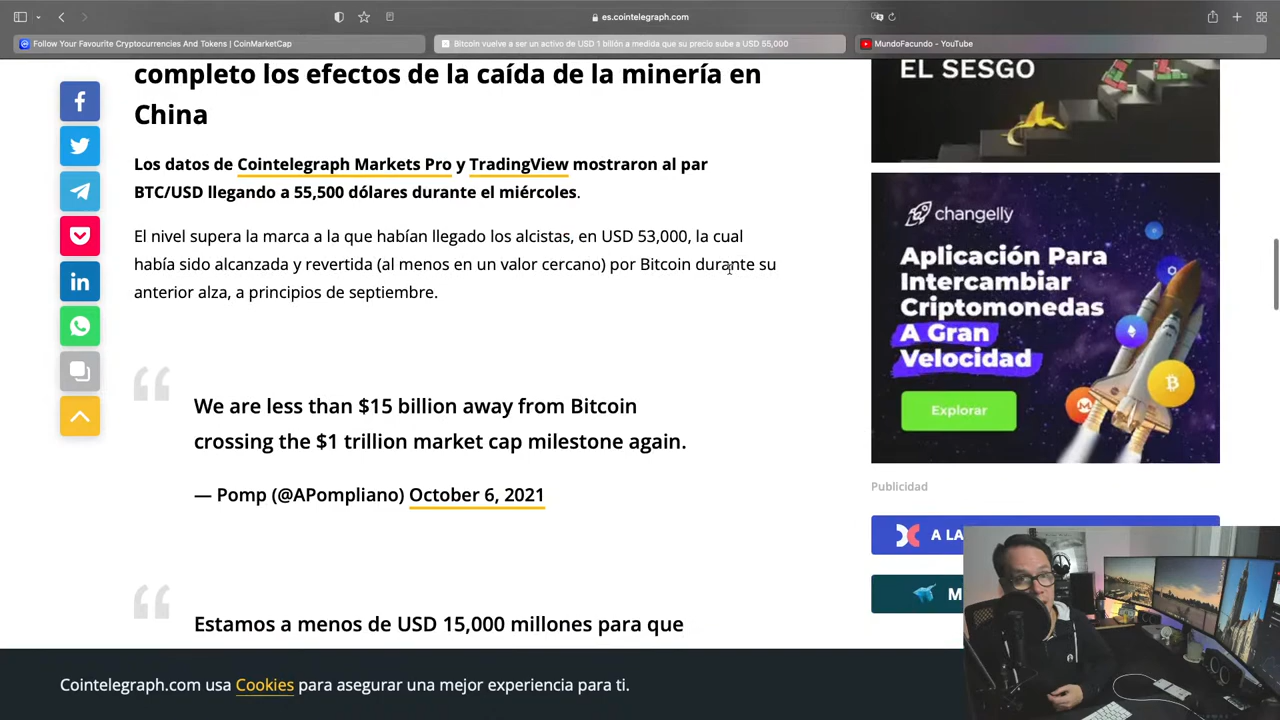 es.cointelegraph.com
Follow Your Favourite Cryptocurrencies And Tokens | CoinMarketCap
Bitcoin vuelve a ser un activo de USD 1 billón a medida que su precio sube a USD 55,000
MundoFacundo - YouTube
completo los efectos de la caída de la minería en
China
Los datos de Cointelegraph Markets Pro y TradingView mostraron al par
BTC/USD llegando a 55,500 dólares durante el miércoles.
El nivel supera la marca a la que habían llegado los alcistas, en USD 53,000, la cual
había sido alcanzada y revertida (al menos en un valor cercano) por Bitcoin durante su
anterior alza, a principios de septiembre.
We are less than $15 billion away from Bitcoin
crossing the $1 trillion market cap milestone again.
— Pomp (@APompliano) October 6, 2021
Estamos a menos de USD 15,000 millones para que
EL SESGO
changelly
Aplicación Para
Intercambiar
Criptomonedas
A Gran
Velocidad
Explorar
Publicidad
A LA
M
Cointelegraph.com usa Cookies para asegurar una mejor experiencia para ti.